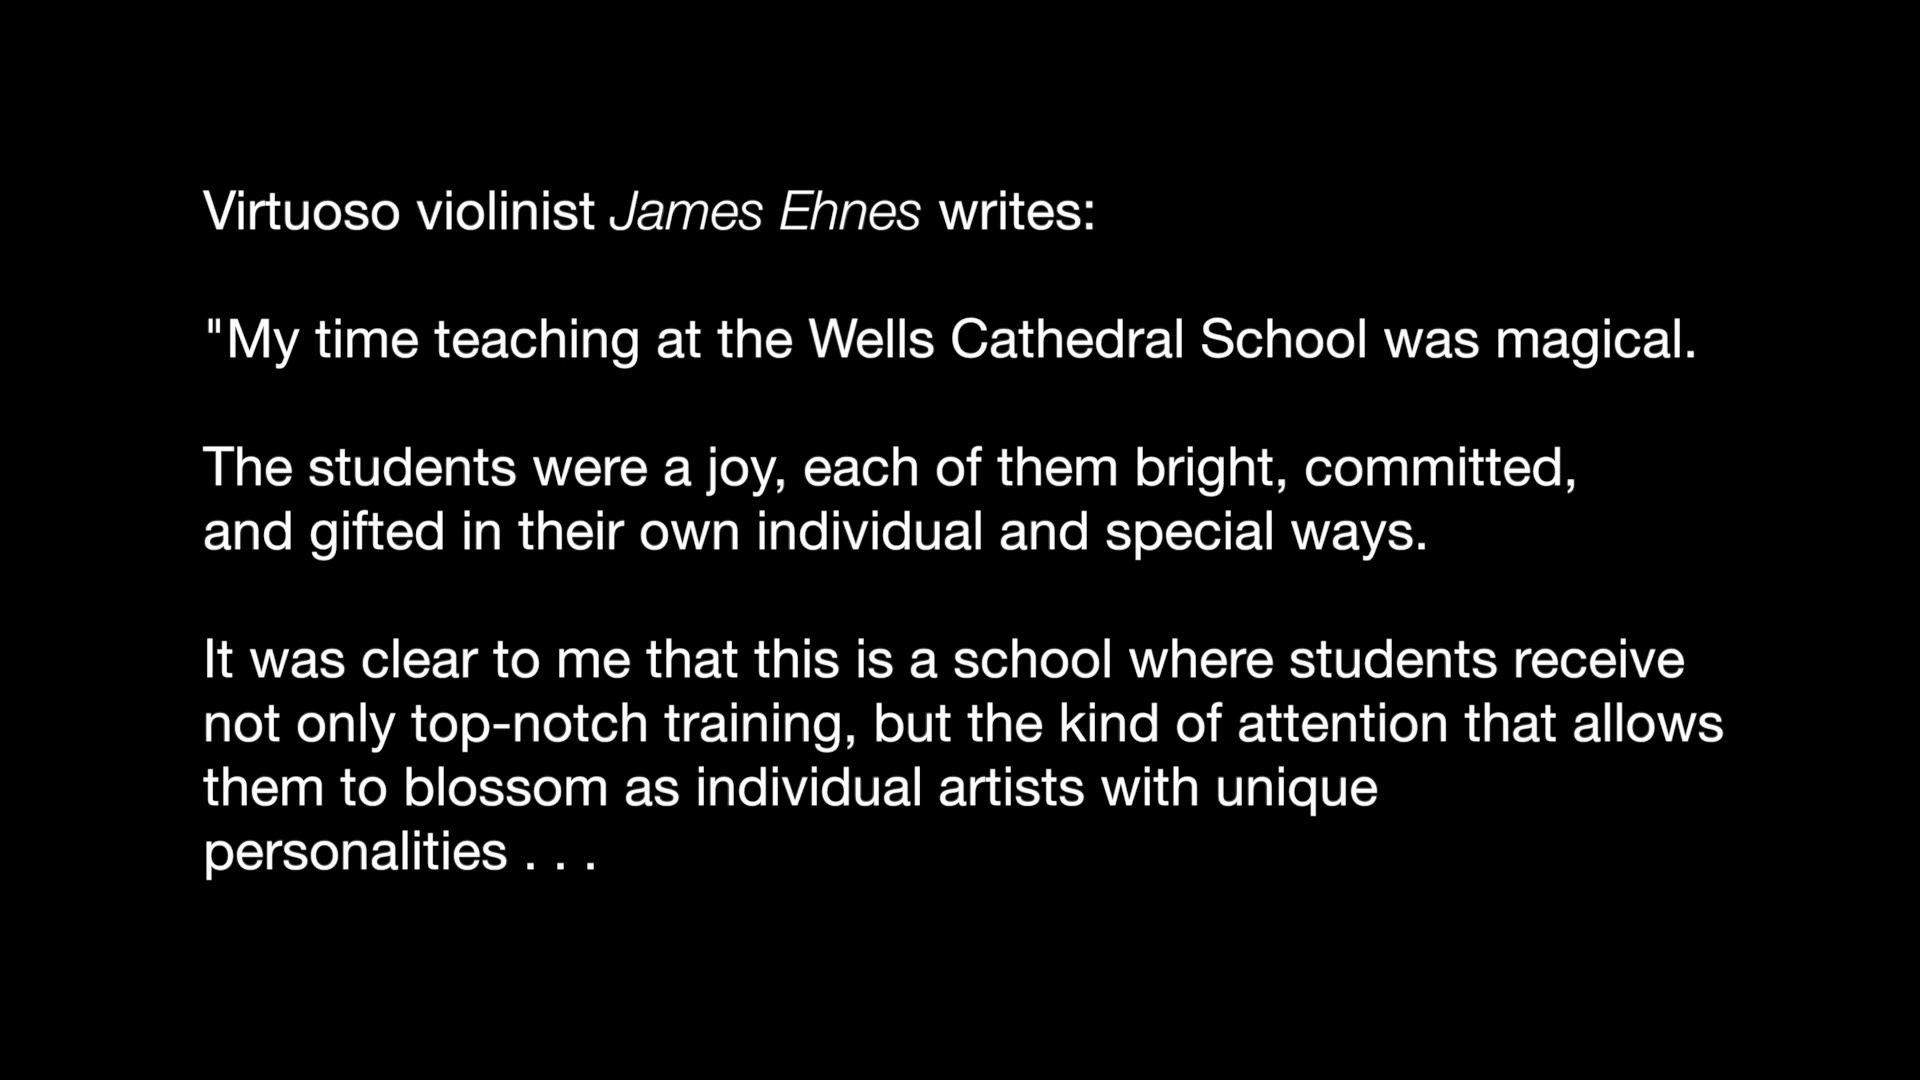 Virtuoso violinist James Ehnes writes:
"My time teaching at the Wells Cathedral School was magical.
The students were a joy, each of them bright, committed,
and gifted in their own individual and special ways.
It was clear to me that this is a school where students receive
not only top-notch training, but the kind of attention that allows
them to blossom as individual artists with unique
personalities . . .